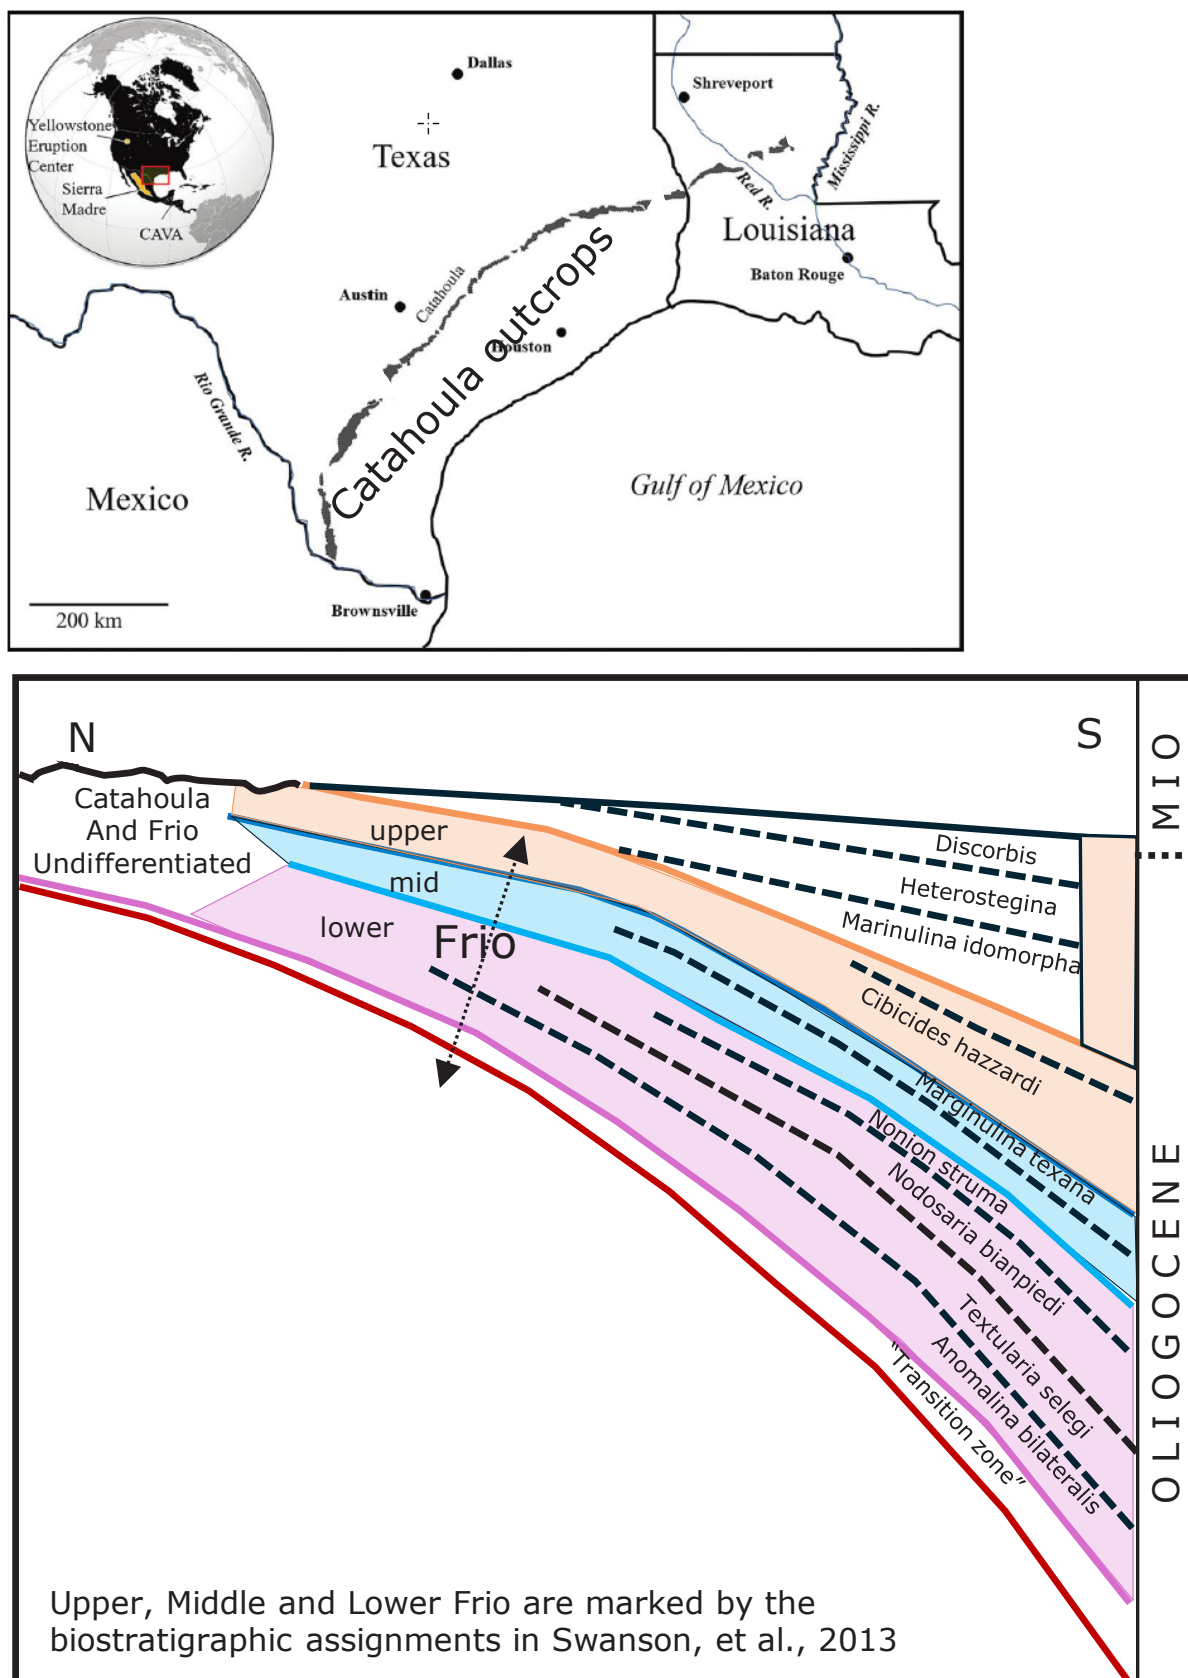 Yellowstone
Eruption
Center
Sierra
Madre
CAVA
Dallas
Texas
Shreveport
Mississippi R.
Red R.
Louisiana
Baton Rouge
Austin
Catahoula
Catahoula outcrops
Houston
Rio Grande R.
Mexico
Gulf of Mexico
Brownsville
200 km
N
S
MIO
Catahoula
And Frio
Undifferentiated
upper
mid
lower
Frio
Discorbis
Heterostegina
Marinulina idomorpha
Cibicides hazzardi
Marginulina texana
Nonion struma
Nodosaria bianpiedi
Textularia selegi
Anomalina bilateralis
"Transition zone"
OLIOGOCENE
Upper, Middle and Lower Frio are marked by the
biostratigraphic assignments in Swanson, et al., 2013